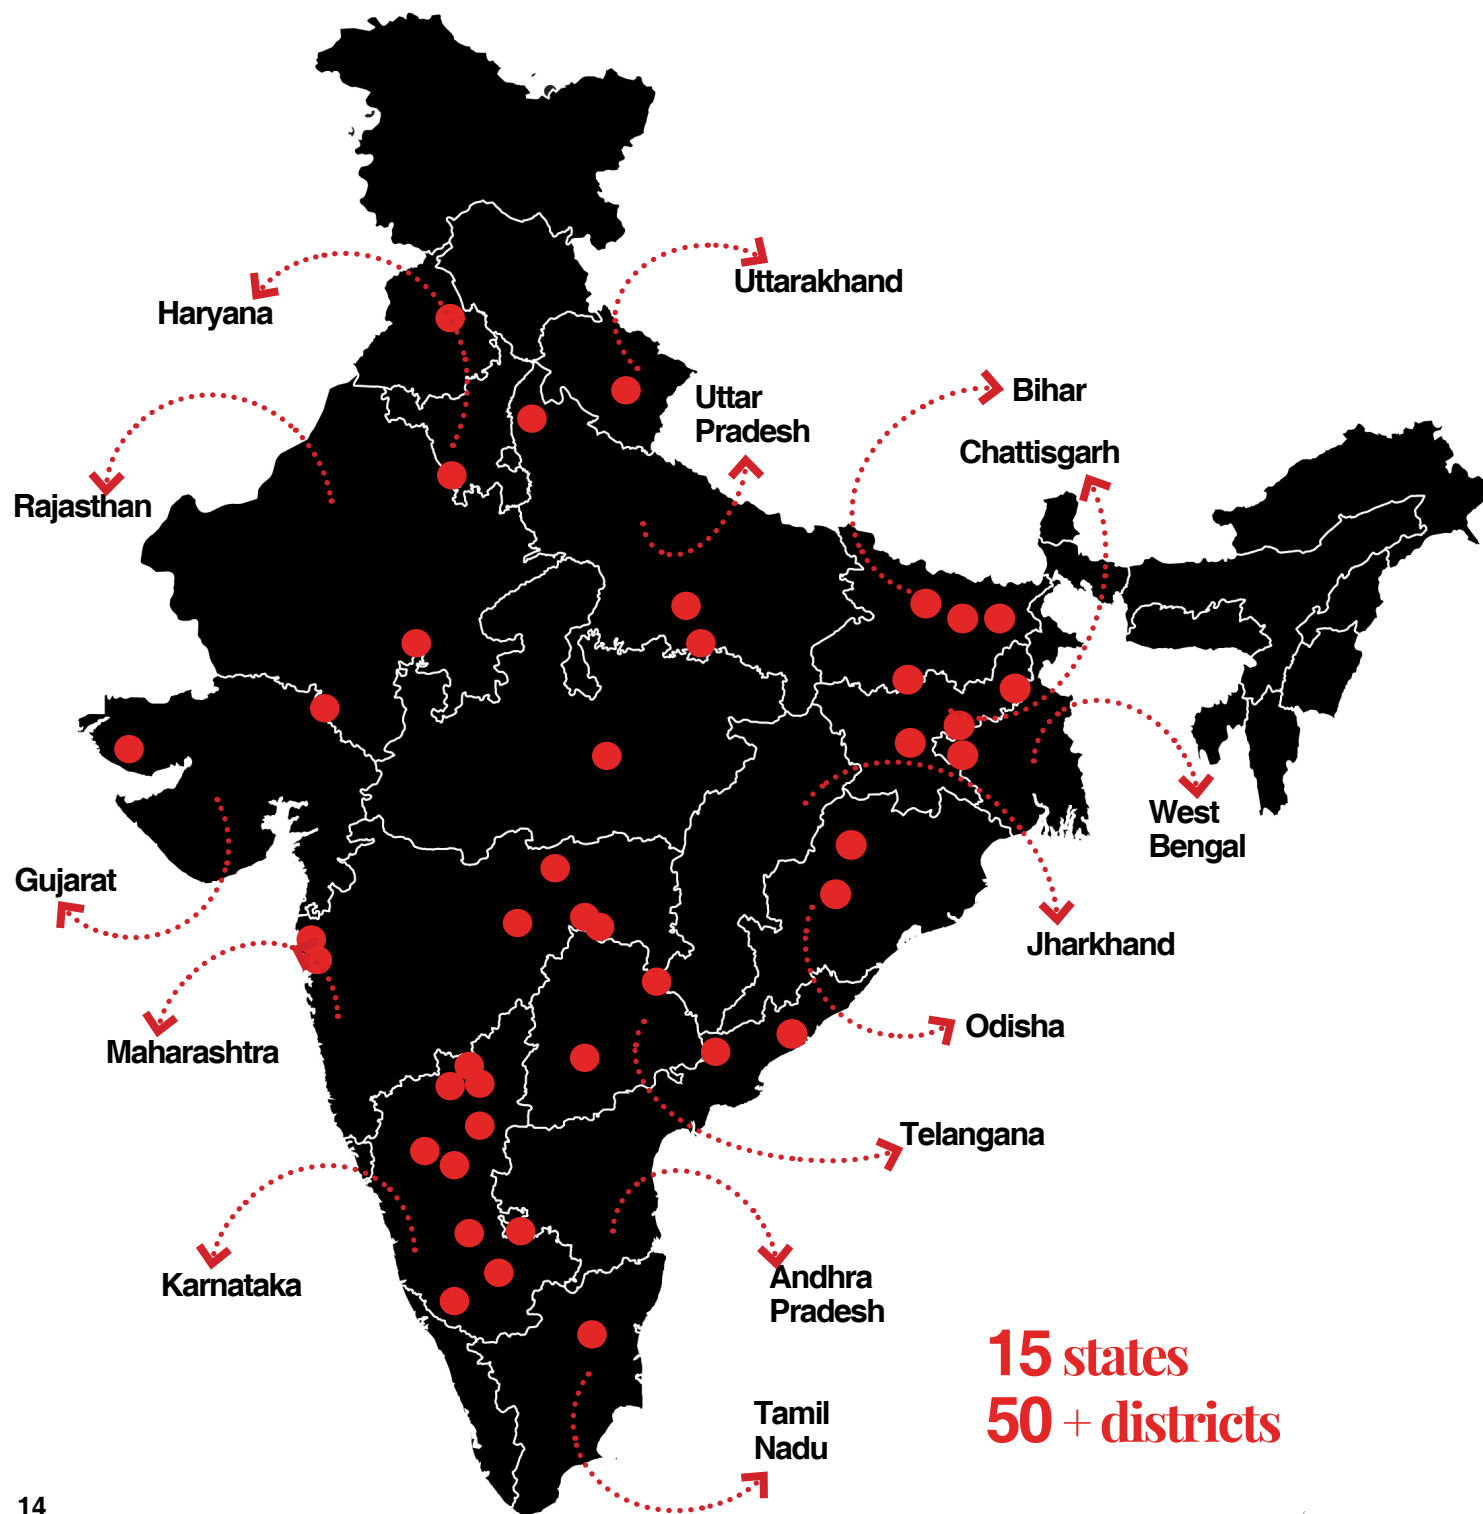 Uttarakhand
Haryana
Bihar
Uttar
Pradesh
Chattisgarh
Rajasthan
West
Bengal
Gujarat
Jharkhand
Odisha
Maharashtra
Telangana
Karnataka
Andhra
Pradesh
15 states
50 + districts
Tamil
Nadu
14